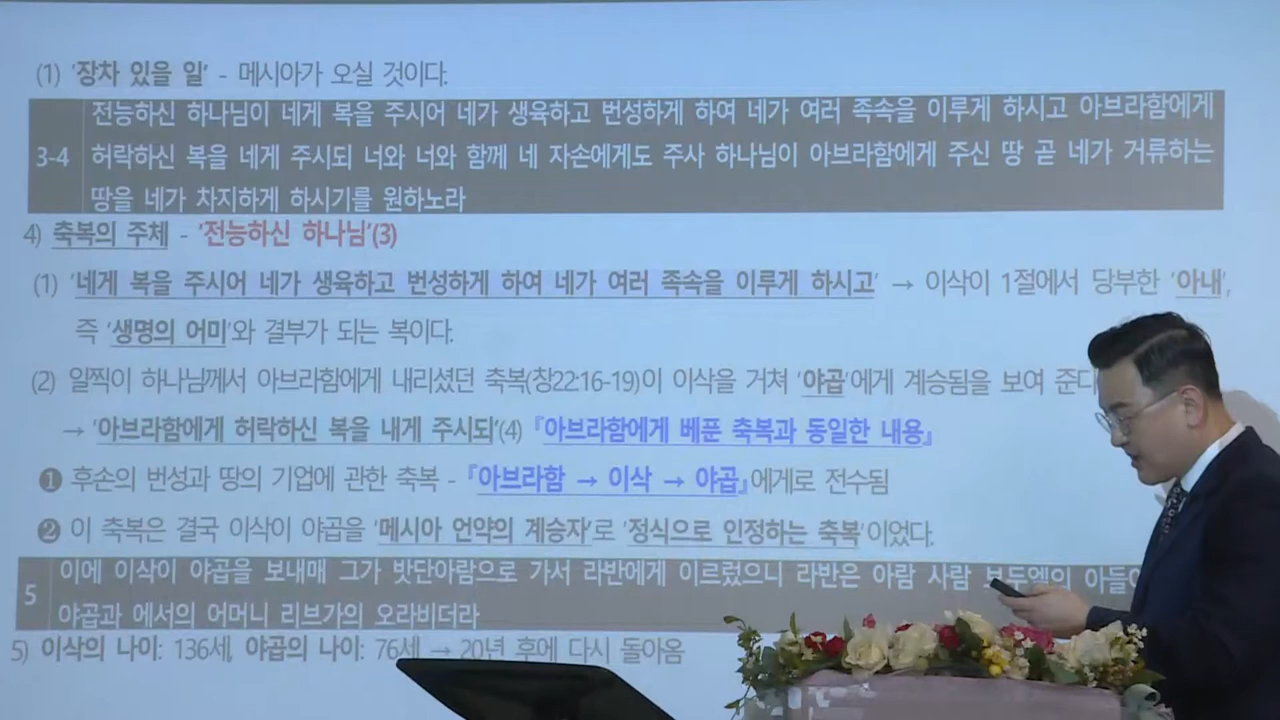 (1) '장차 있을 일' - 메시아가 오실 것이다.
전능하신 하나님이 네게 복을 주시어 네가 생육하고 번성하게 하여 네가 여러 족속을 이루게 하시고 아브라함에게
3-4 허락하신 복을 네게 주시되 너와 너와 함께 네 자손에게도 주사 하나님이 아브라함에게 주신 땅 곧 네가 거류하는
땅을 네가 차지하게 하시기를 원하노라
4) 축복의 주체 - '전능하신 하나님'(3)
(1) '네게 복을 주시어 네가 생육하고 번성하게 하여 네가 여러 족속을 이루게 하시고' → 이삭이 1절에서 당부한 '아내',
즉 '생명의 어미'와 결부가 되는 복이다.
(2) 일찍이 하나님께서 아브라함에게 내리셨던 축복(창22:16-19)이 이삭을 거쳐 '야곱'에게 계승됨을 보여 준다
→ '아브라함에게 허락하신 복을 내게 주시되'(4) 『아브라함에게 베푼 축복과 동일한 내용』
❶ 후손의 번성과 땅의 기업에 관한 축복 - 『아브라함 → 이삭 → 야곱』에게로 전수됨
❷ 이 축복은 결국 이삭이 야곱을 '메시아 언약의 계승자'로 '정식으로 인정하는 축복'이었다.
이에 이삭이 야곱을 보내매 그가 밧단아람으로 가서 라반에게 이르렀으니 라반은 아람 사람 브두엘의 아들
5 야곱과 에서의 어머니 리브가의 오라비더라
5) 이삭의 나이: 136세, 야곱의 나이: 76세 → 20년 후에 다시 돌아옴